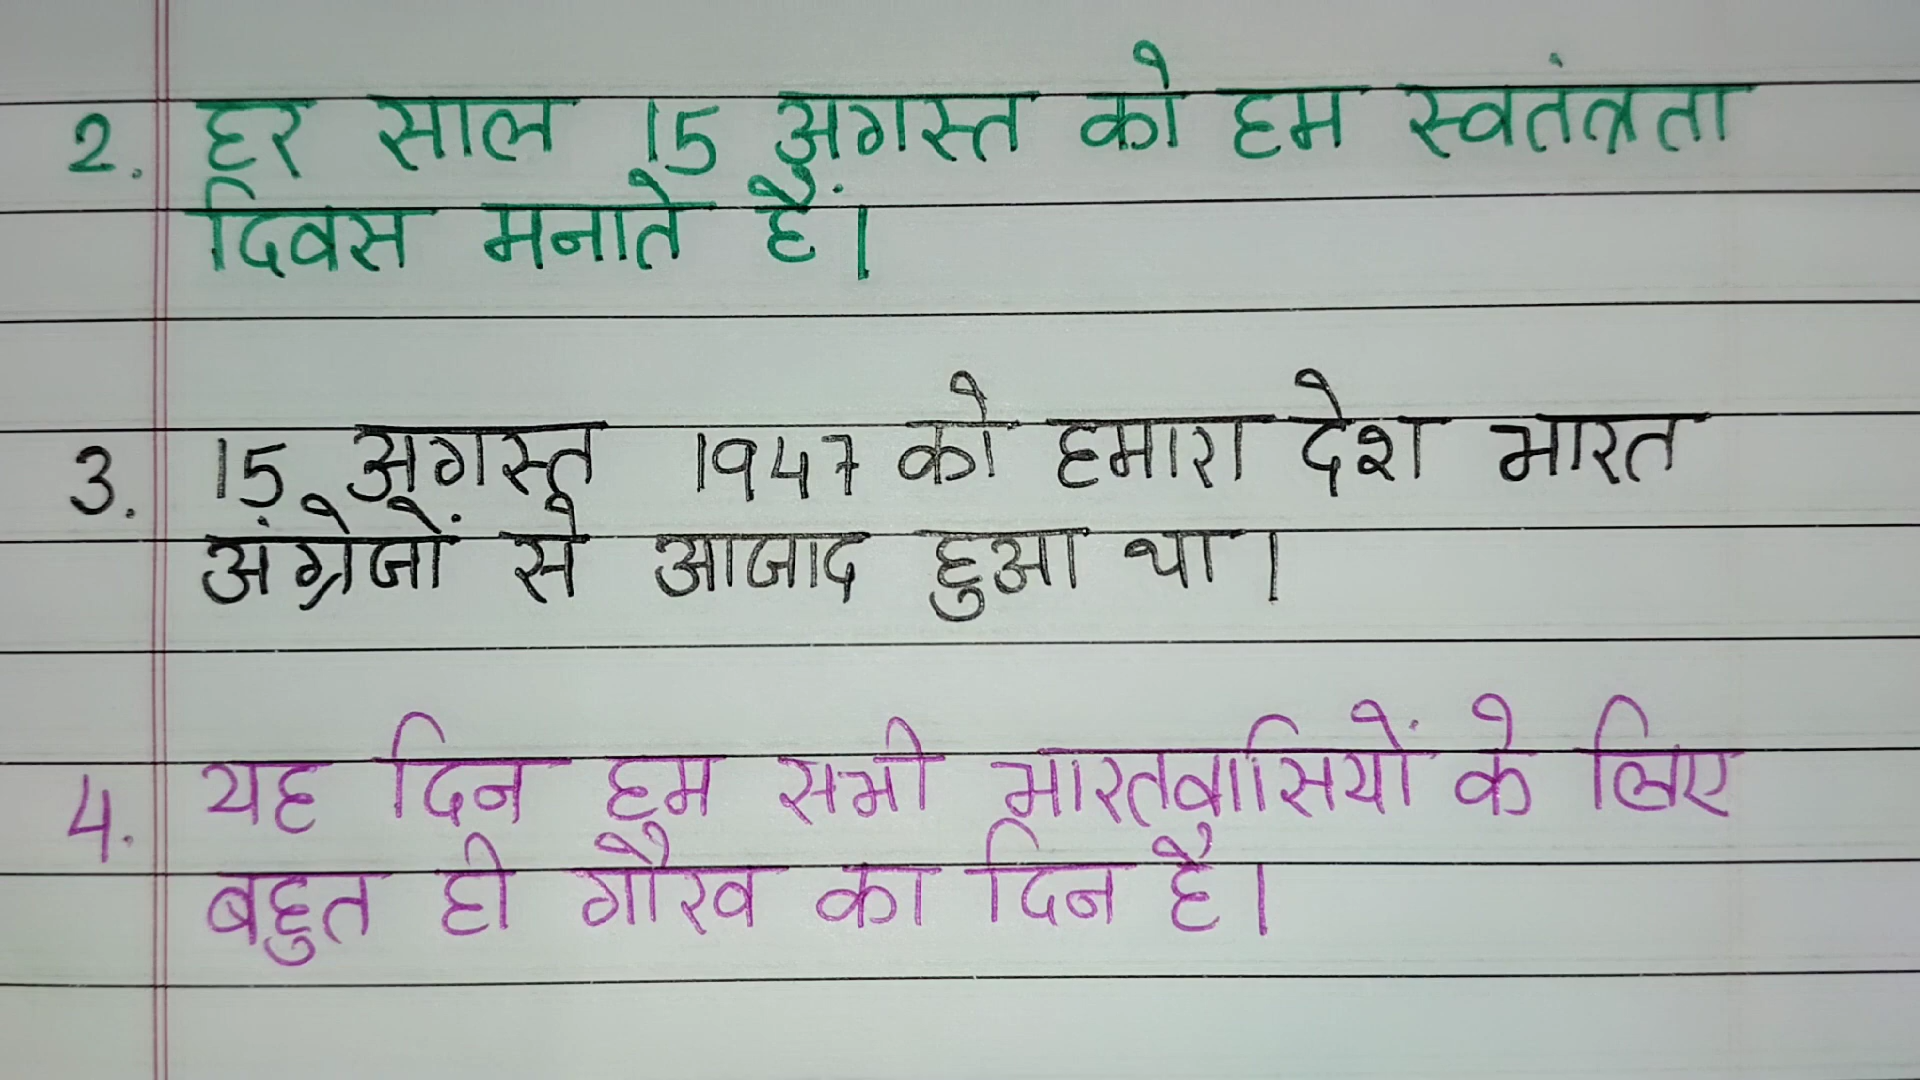 2. हर साल 15 अगस्त को हम स्वतंत्रता
दिवस मनाते हैं।
3. 15 अगस्त 1947 को हमारा देश भारत
अंग्रेजों से आजाद हुआ था।
4. यह दिन हम सभी भारतवासियों के लिए
बहुत ही गौरव का दिन है।